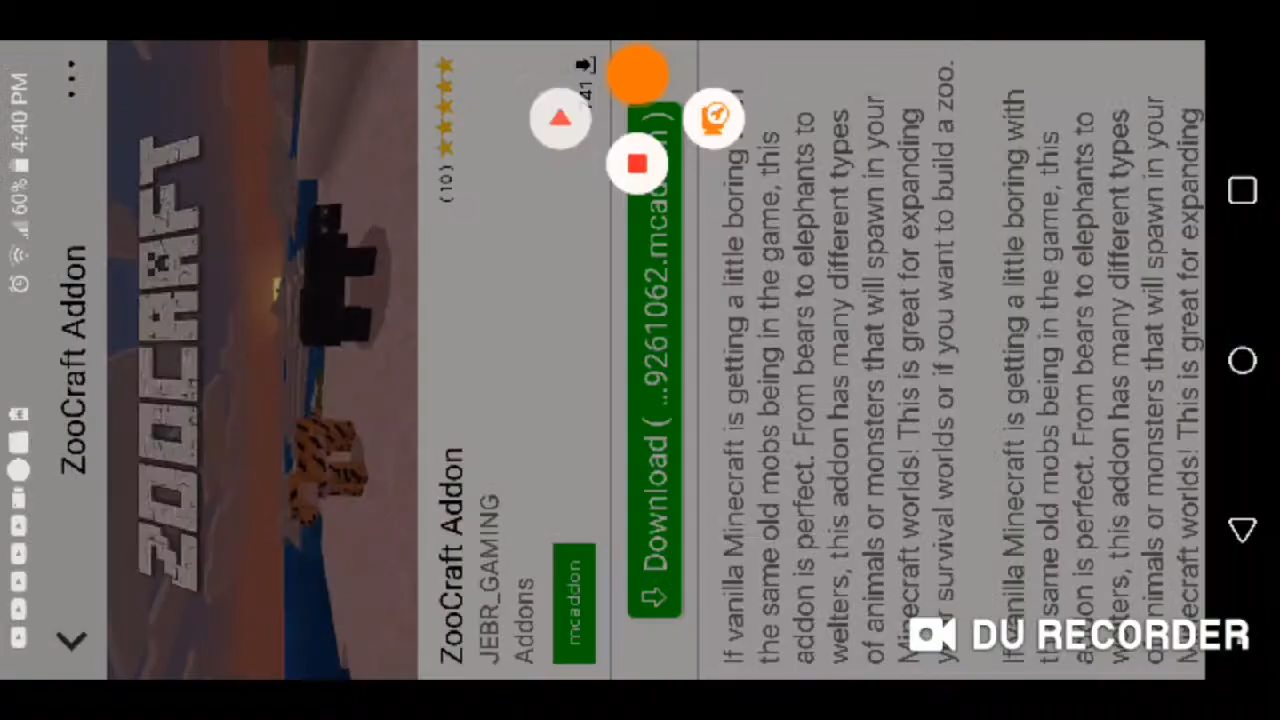 60% 4:40 PM
ZooCraft Addon
ZOOCRAFT
ZooCraft Addon
JEBR_GAMING
(10)
Addons
mcaddon
Download ( ...9261062.mcaddon )
If vanilla Minecraft is getting a little boring with
the same old mobs being in the game, this
addon is perfect. From bears to elephants to
welters, this addon has many different types
of animals or monsters that will spawn in your
Minecraft worlds! This is great for expanding
your survival worlds or if you want to build a zoo.
If vanilla Minecraft is getting a little boring with
the same old mobs being in the game, this
addon is perfect. From bears to elephants to
welters, this addon has many different types
of animals or monsters that will spawn in your
Minecraft worlds! This is great for expanding
DU RECORDER